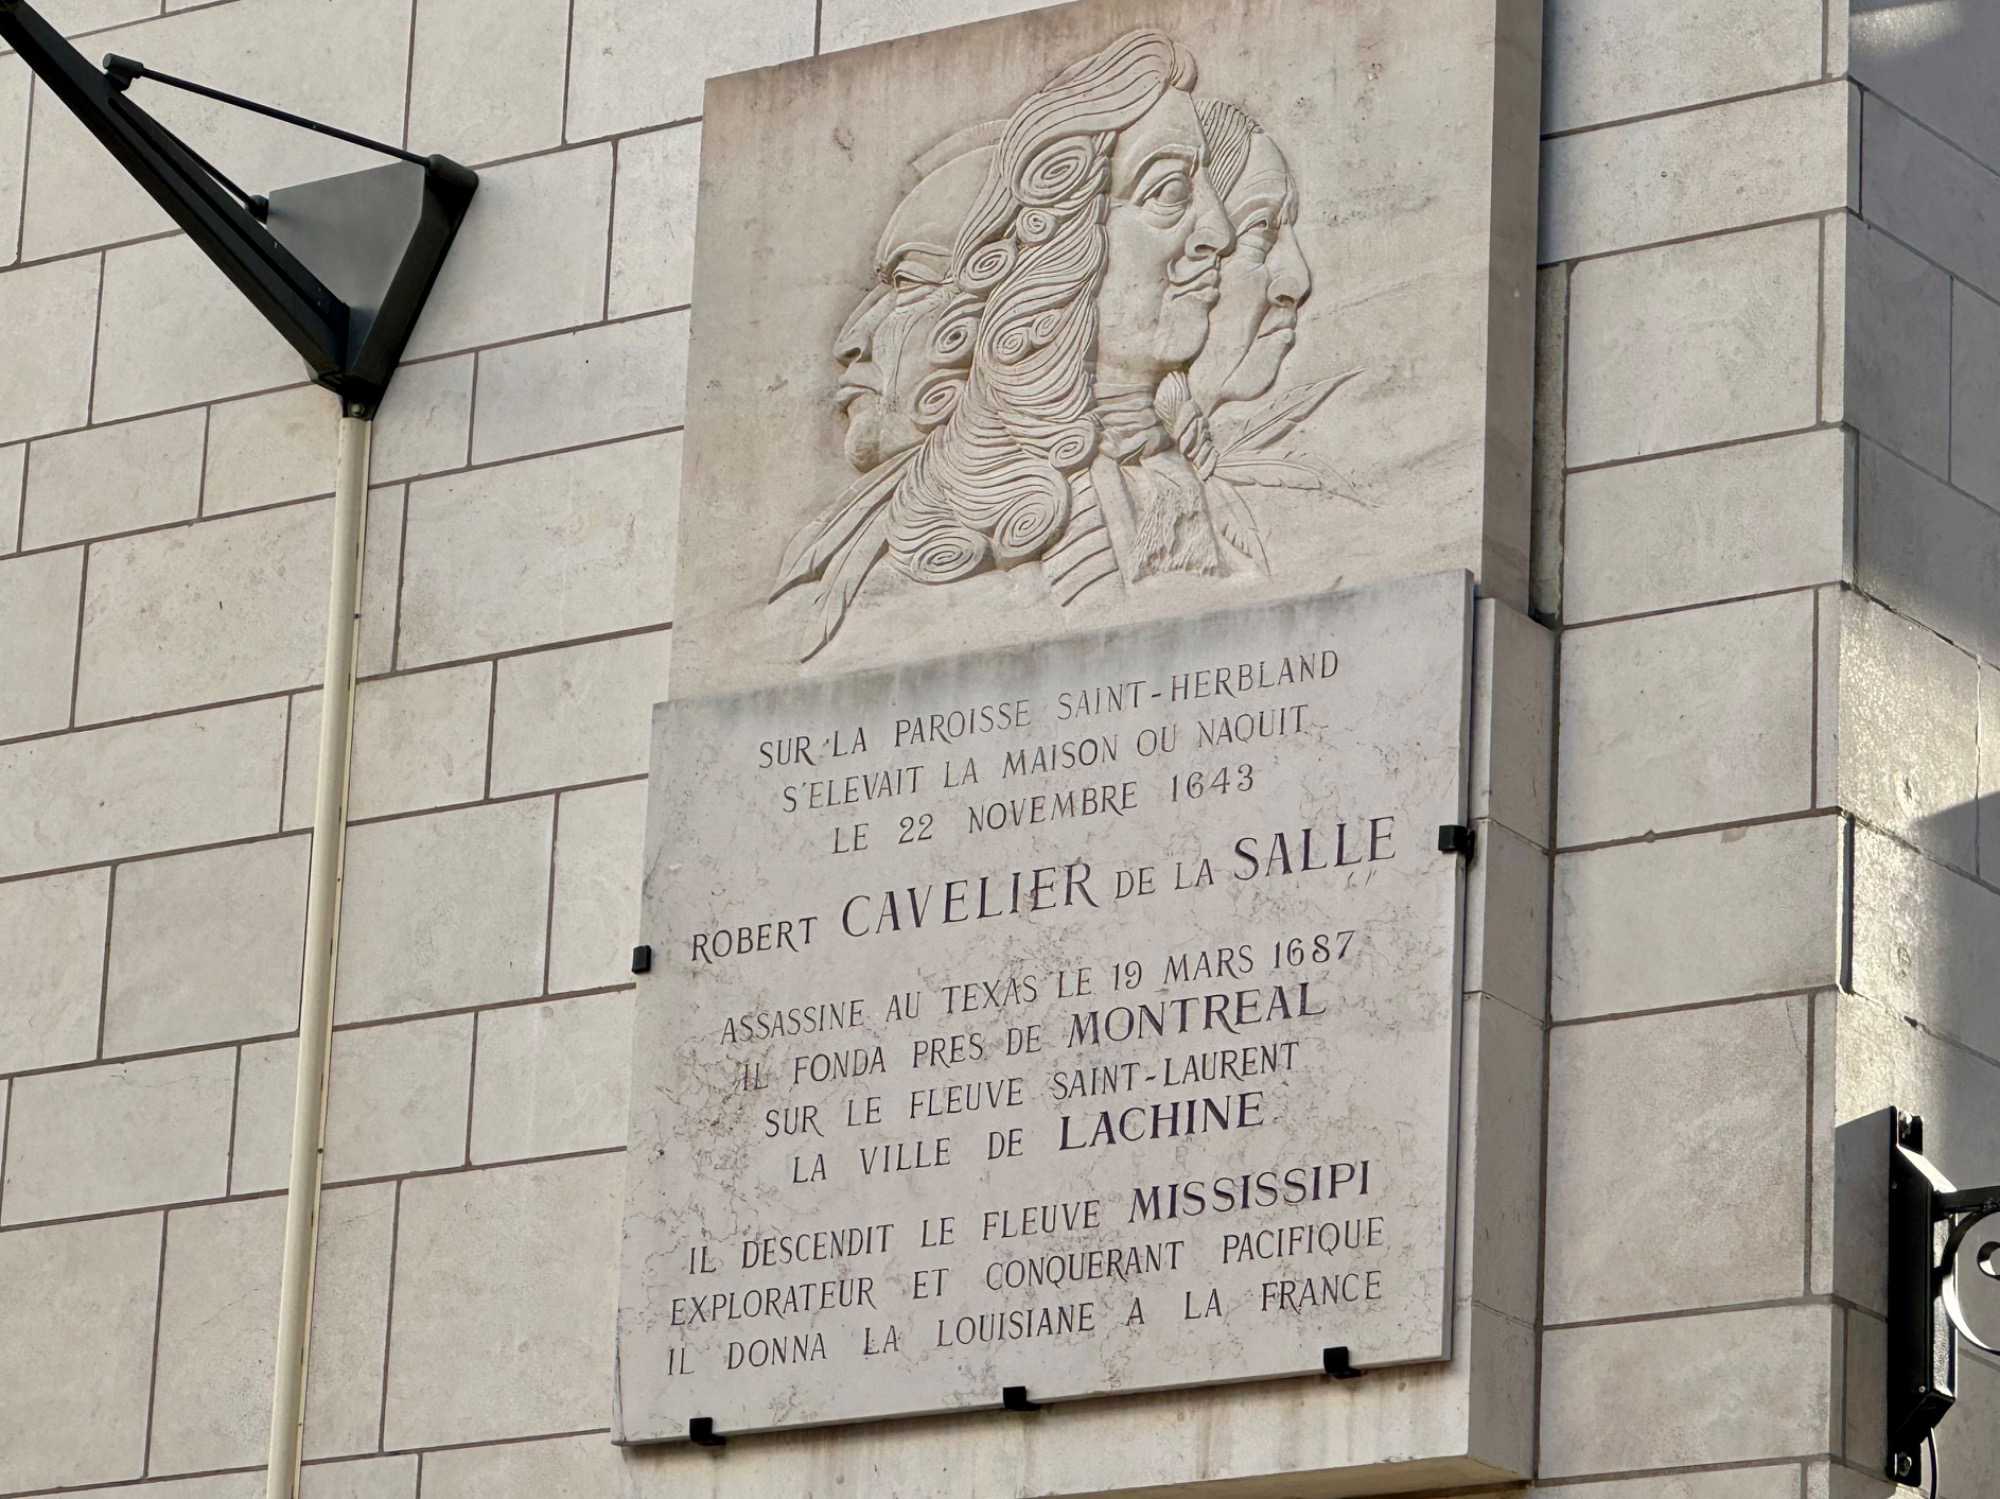 SUR LA PAROISSE SAINT-HERBLAND
S'ELEVAIT LA MAISON OU NAQUIT
LE 22 NOVEMBRE 1643
ROBERT CAVELIER DE LA SALLE
ASSASSINE AU TEXAS LE 19 MARS 1687
IL FONDA PRES DE MONTREAL
SUR LE FLEUVE SAINT-LAURENT
LA VILLE DE LACHINE
IL DESCENDIT LE FLEUVE MISSISSIPI
EXPLORATEUR ET CONQUERANT PACIFIQUE
IL DONNA LA LOUISIANE A LA FRANCE